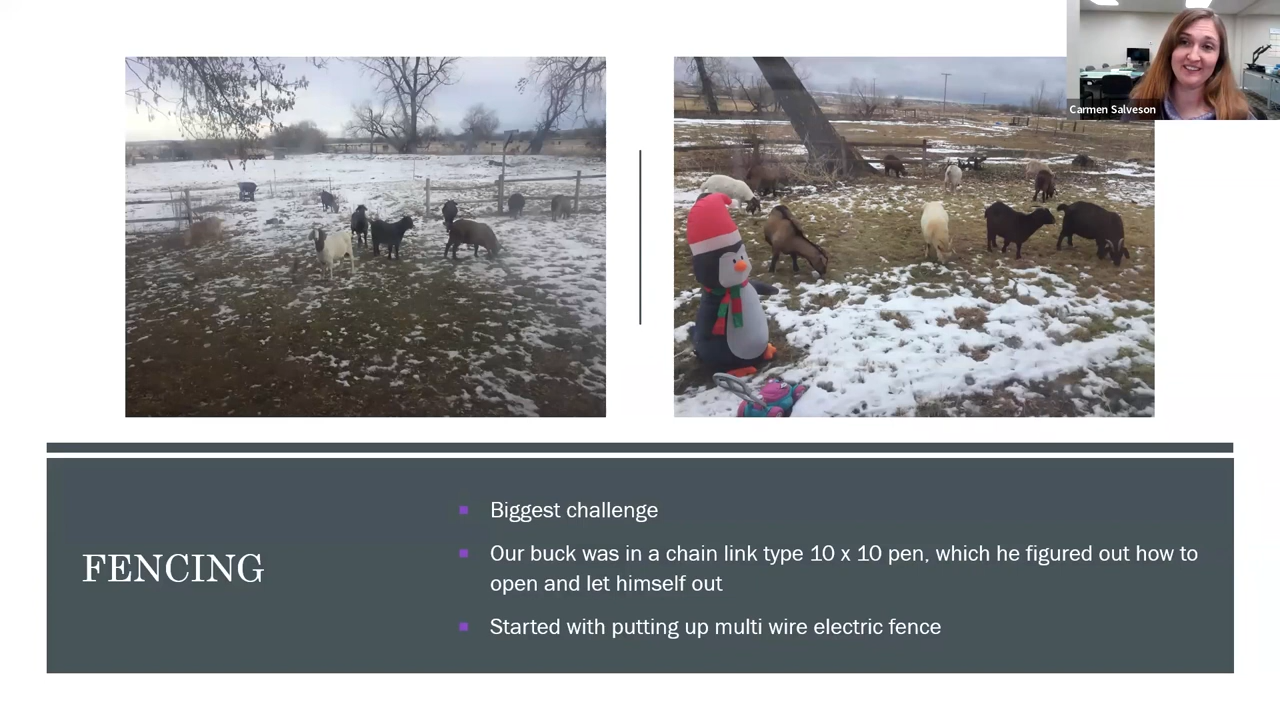 Carmen Salveson
FENCING
Biggest challenge
Our buck was in a chain link type 10 x 10 pen, which he figured out how to
open and let himself out
Started with putting up multi wire electric fence